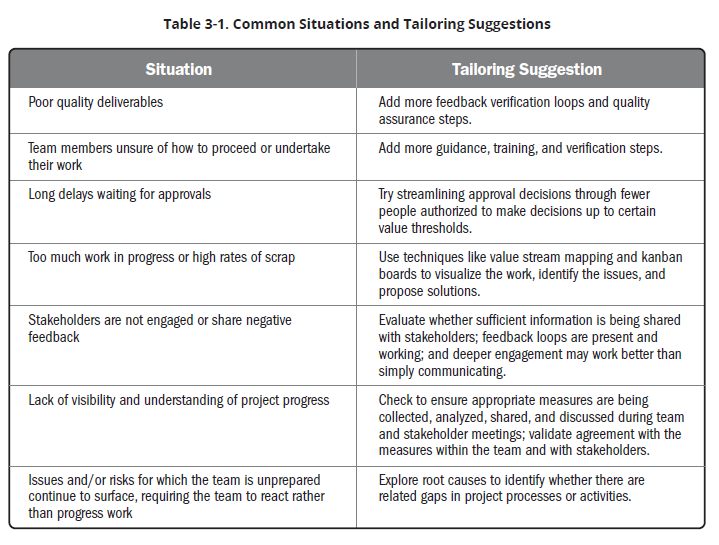 Table 3-1. Common Situations and Tailoring Suggestions
Situation
Tailoring Suggestion
Poor quality deliverables
Add more feedback verification loops and quality
assurance steps.
Team members unsure of how to proceed or undertake
their work
Add more guidance, training, and verification steps.
Long delays waiting for approvals
Try streamlining approval decisions through fewer
people authorized to make decisions up to certain
value thresholds.
Too much work in progress or high rates of scrap
Use techniques like value stream mapping and kanban
boards to visualize the work, identify the issues, and
propose solutions.
Stakeholders are not engaged or share negative
feedback
Evaluate whether sufficient information is being shared
with stakeholders; feedback loops are present and
working; and deeper engagement may work better than
simply communicating.
Lack of visibility and understanding of project progress
Check to ensure appropriate measures are being
collected, analyzed, shared, and discussed during team
and stakeholder meetings; validate agreement with the
measures within the team and with stakeholders.
Issues and/or risks for which the team is unprepared
continue to surface, requiring the team to react rather
than progress work
Explore root causes to identify whether there are
related gaps in project processes or activities.